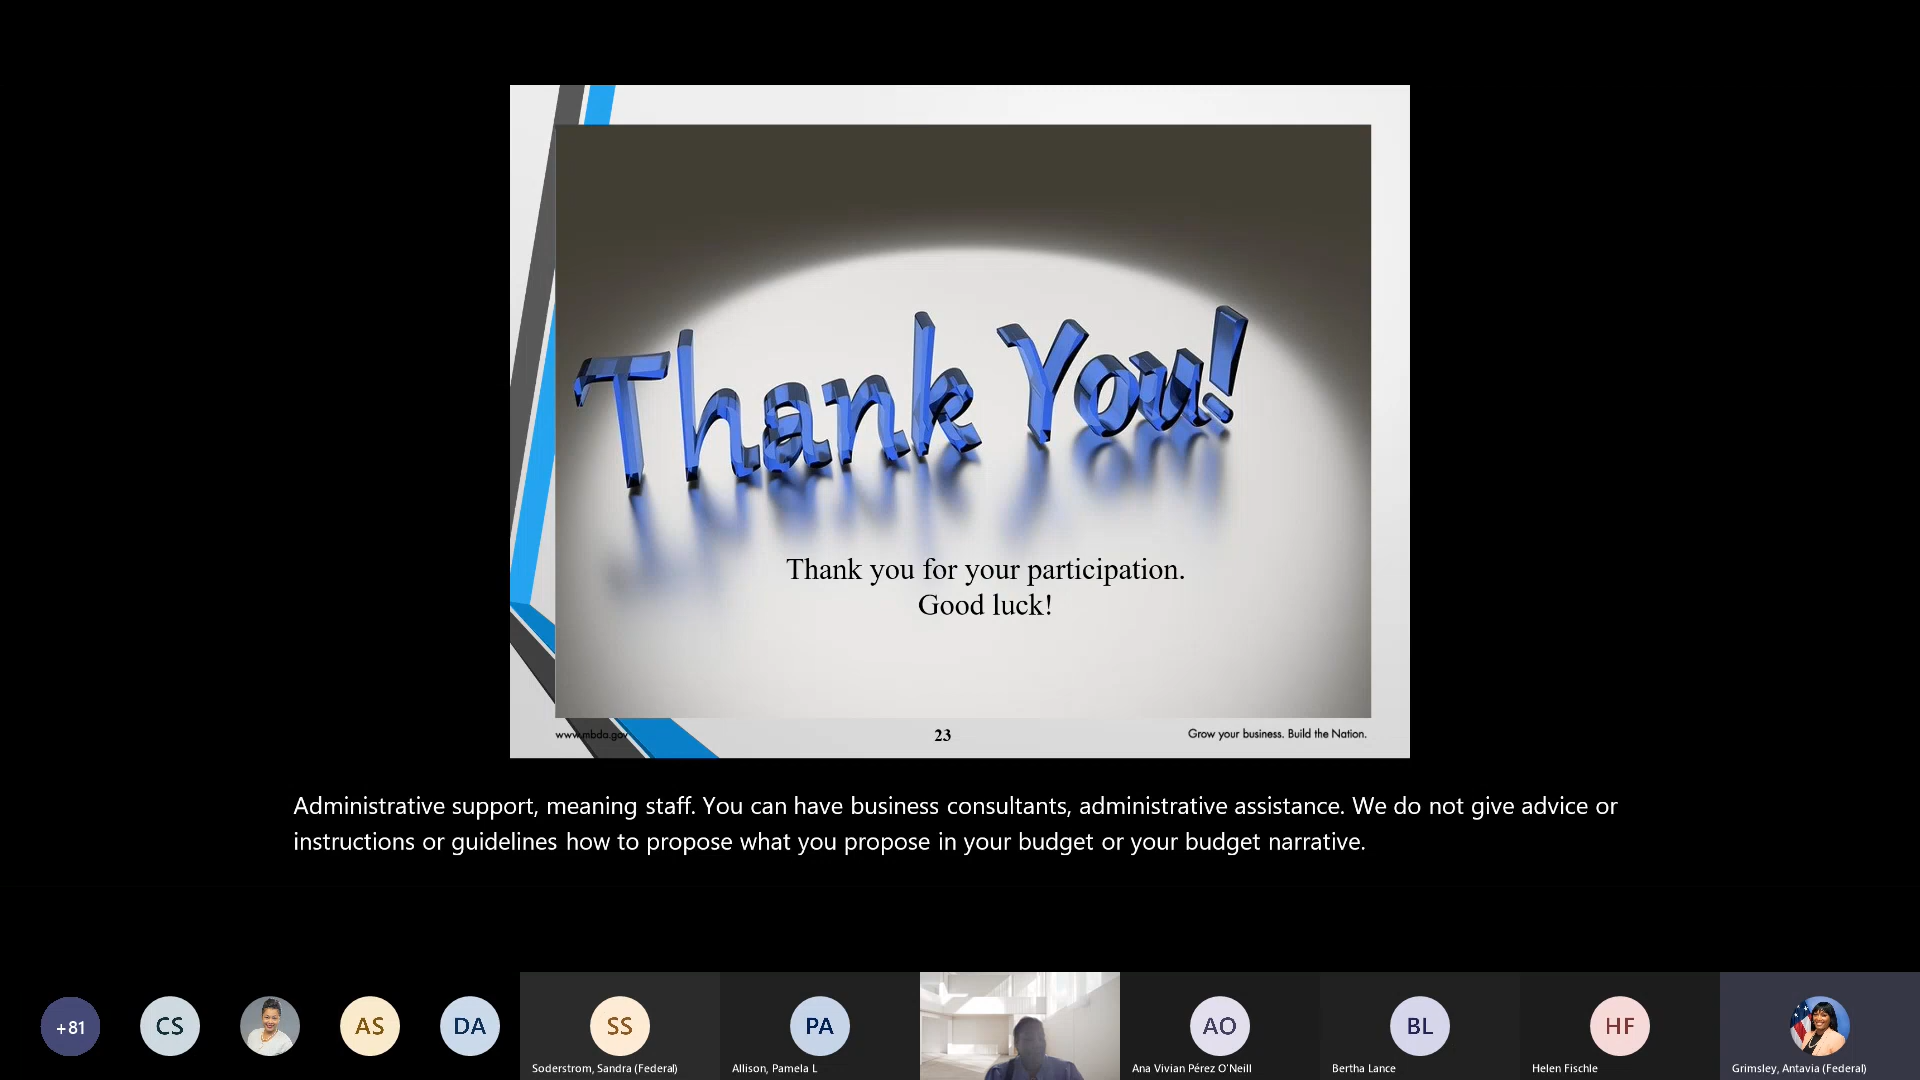 Thank You!
Thank you for your participation.
Good luck!
www.mbda.gov
23
Grow your business. Build the Nation.
Administrative support, meaning staff. You can have business consultants, administrative assistance. We do not give advice or
instructions or guidelines how to propose what you propose in your budget or your budget narrative.
+81
CS
AS
DA
SS
PA
AO
BL
HF
Soderstrom, Sandra (Federal)
Allison, Pamela L
Ana Vivian Pérez O'Neill
Bertha Lance
Helen Fischle
Grimsley, Antavia (Federal)